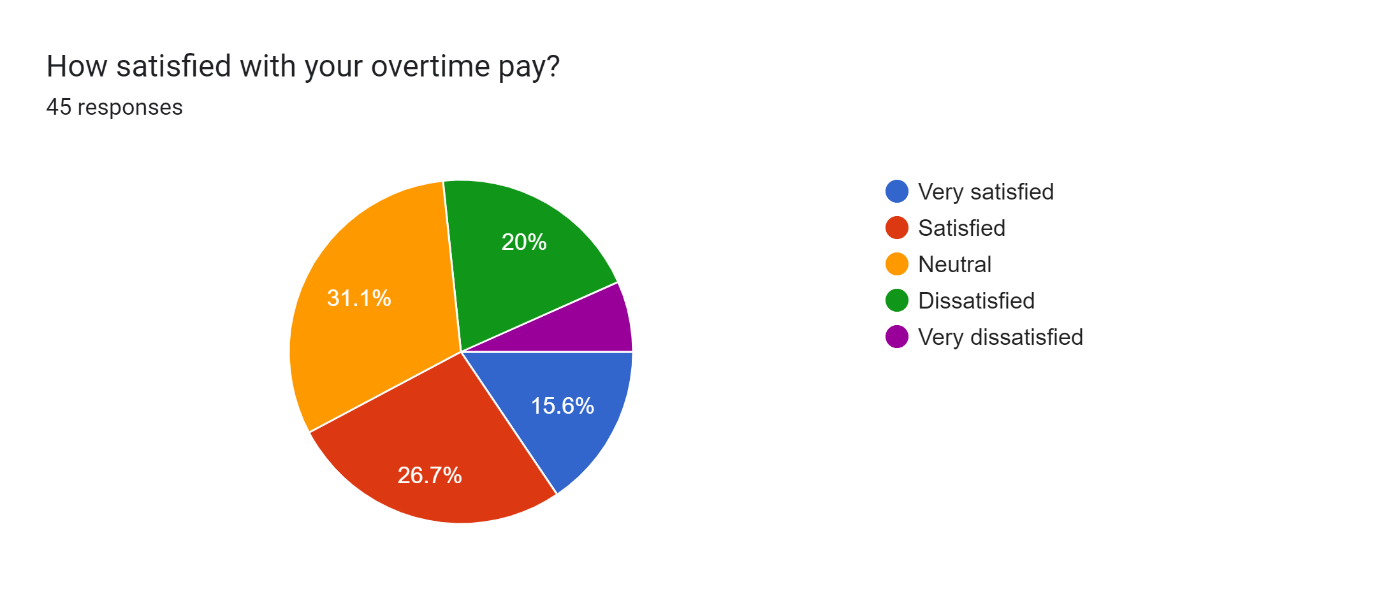 How satisfied with your overtime pay?
45 responses
20%
31.1%
15.6%
26.7%
Very satisfied
Satisfied
Neutral
Dissatisfied
Very dissatisfied